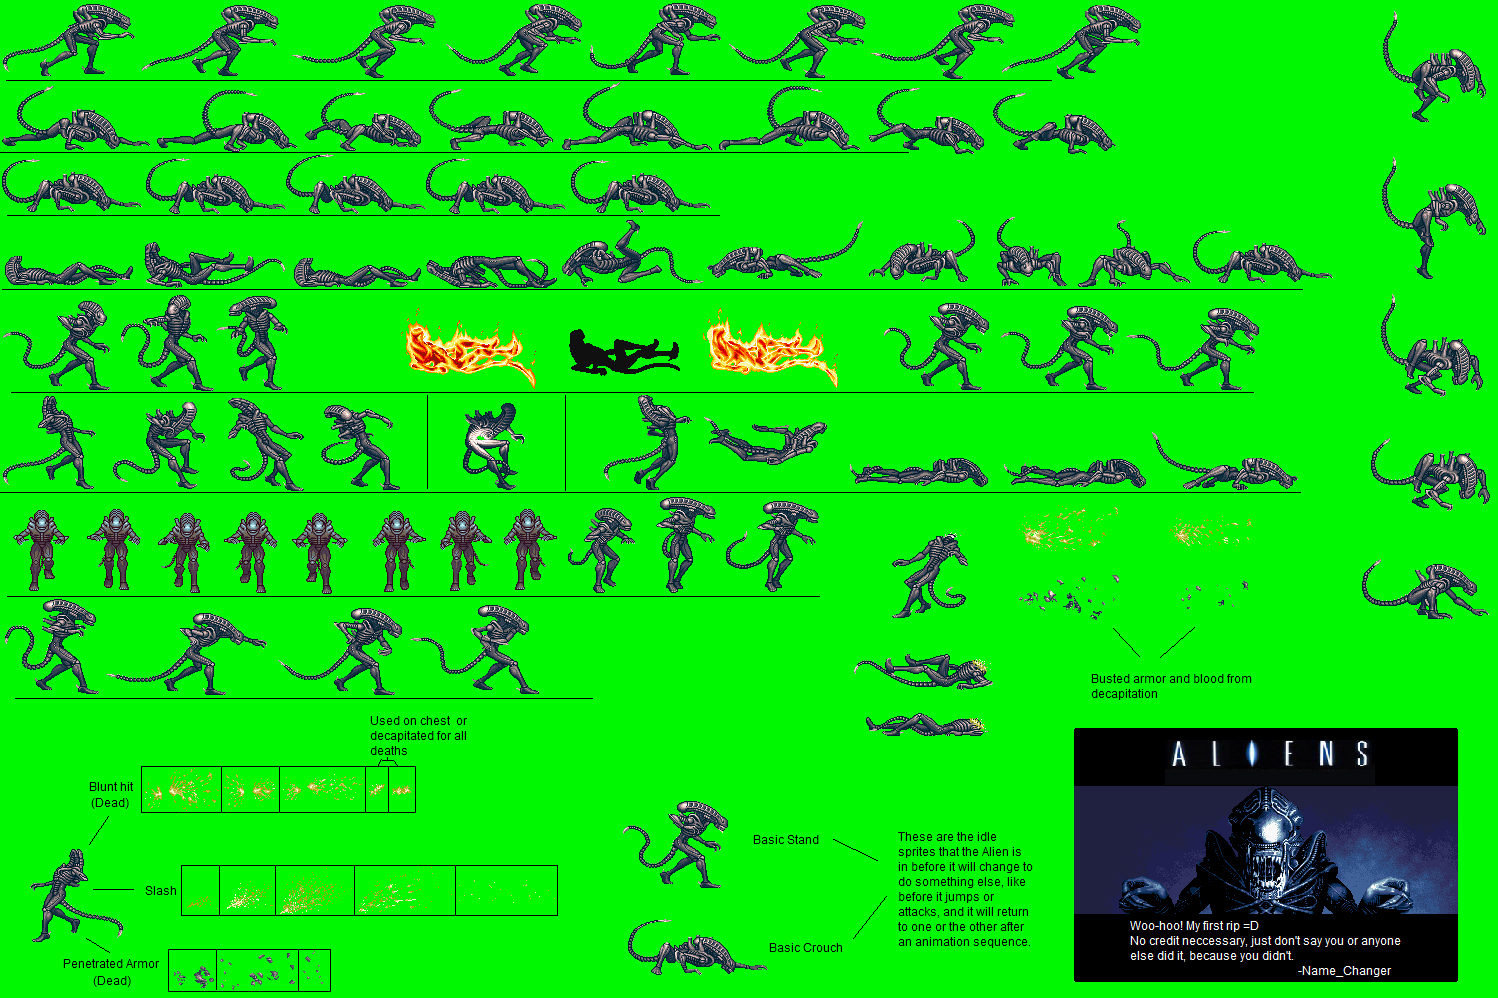 Busted armor and blood from
decapitation
Used on chest or
decapitated for all
deaths
Blunt hit
(Dead)
Slash
Penetrated Armor
(Dead)
Basic Stand
Basic Crouch
These are the idle
sprites that the Alien is
in before it will change to
do something else, like
before it jumps or
attacks, and it will return
to one or the other after
an animation sequence.
ALIENS
Woo-hoo! My first rip =D
No credit neccessary, just don't say you or anyone
else did it, because you didn't.
-Name_Changer